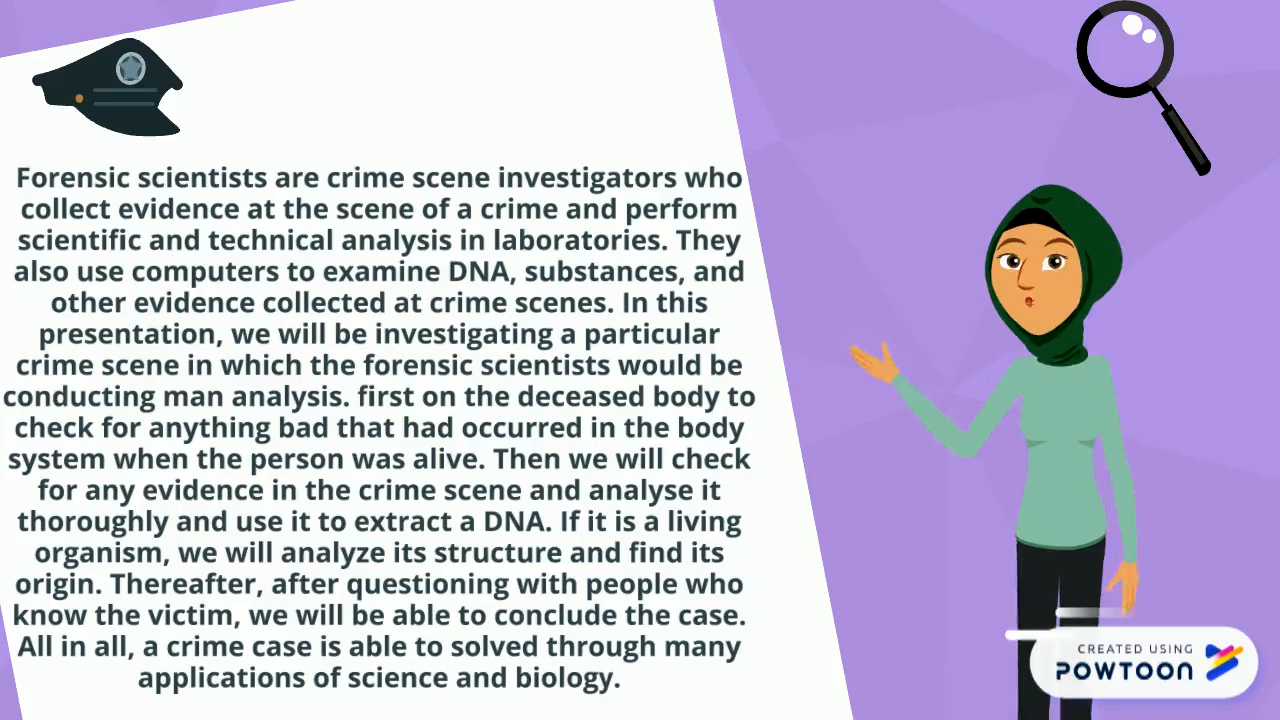 Forensic scientists are crime scene investigators who
collect evidence at the scene of a crime and perform
scientific and technical analysis in laboratories. They
also use computers to examine DNA, substances, and
other evidence collected at crime scenes. In this
presentation, we will be investigating a particular
crime scene in which the forensic scientists would be
conducting man analysis. first on the deceased body to
check for anything bad that had occurred in the body
system when the person was alive. Then we will check
for any evidence in the crime scene and analyse it
thoroughly and use it to extract a DNA. If it is a living
organism, we will analyze its structure and find its
origin. Thereafter, after questioning with people who
know the victim, we will be able to conclude the case.
All in all, a crime case is able to solved through many
applications of science and biology.
CREATED USING
POWTOON